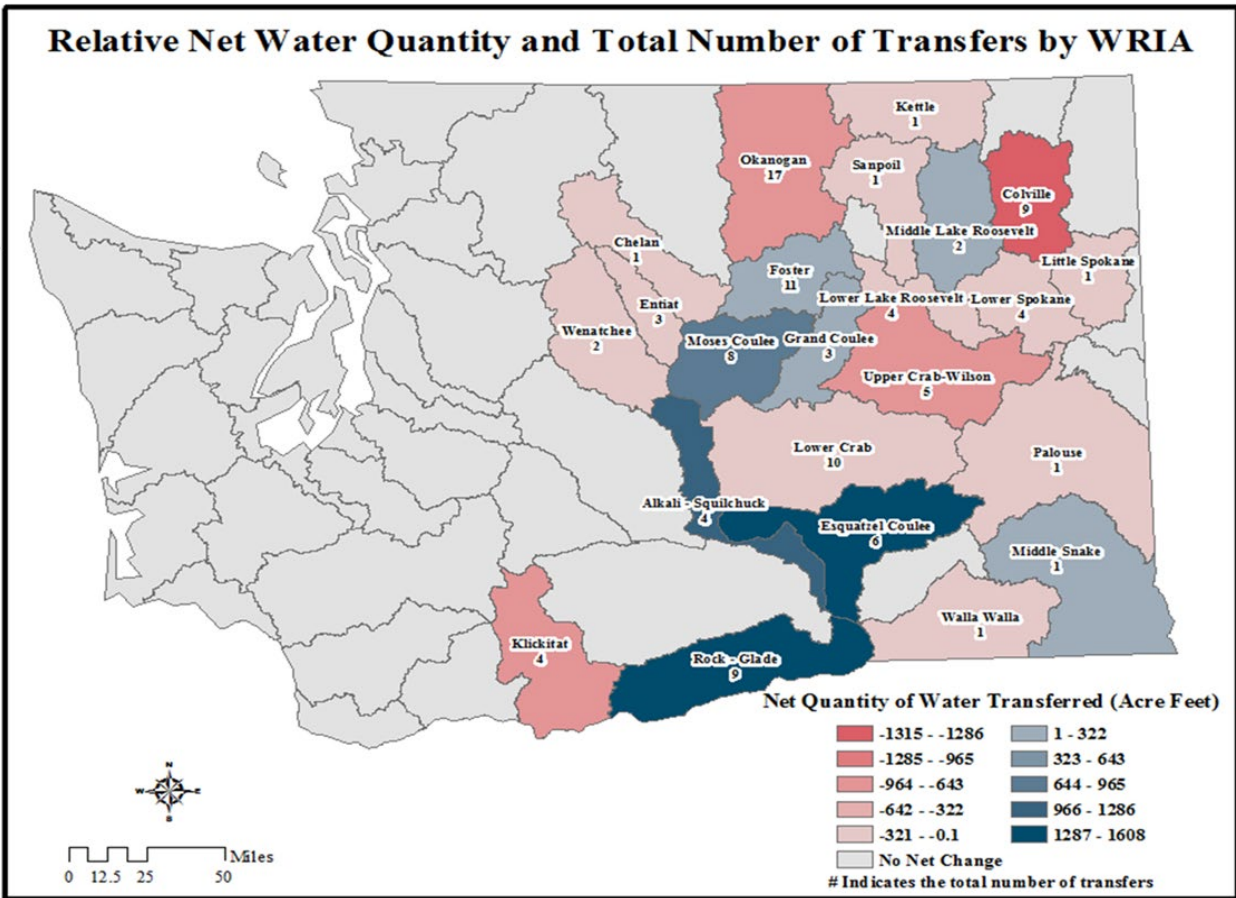 Relative Net Water Quantity and Total Number of Transfers by WRIA
Kettle
1
Okanogan
17
Sanpoil
1
Colville
9
Middle Lake Roosevelt
2
Chelan
1
Little Spokane
1
Foster
11
Entiat
3
Lower Lake Roosevelt
4
Lower Spokane
4
Wenatchee
2
Moses Coulee
8
Grand Coulee
3
Upper Crab-Wilson
5
Lower Crab
10
Palouse
1
Alkali - Squilchuck
4
Esquatzel Coulee
6
Middle Snake
1
Walla Walla
1
Klickitat
4
Rock - Glade
9
Net Quantity of Water Transferred (Acre Feet)
-1315 - -1286
-1285 - -965
-964 - -643
-642 - -322
-321 - -0.1
No Net Change
1 - 322
323 - 643
644 - 965
966 - 1286
1287 - 1608
# Indicates the total number of transfers
N
W E
S
Miles
0 12.5 25 50